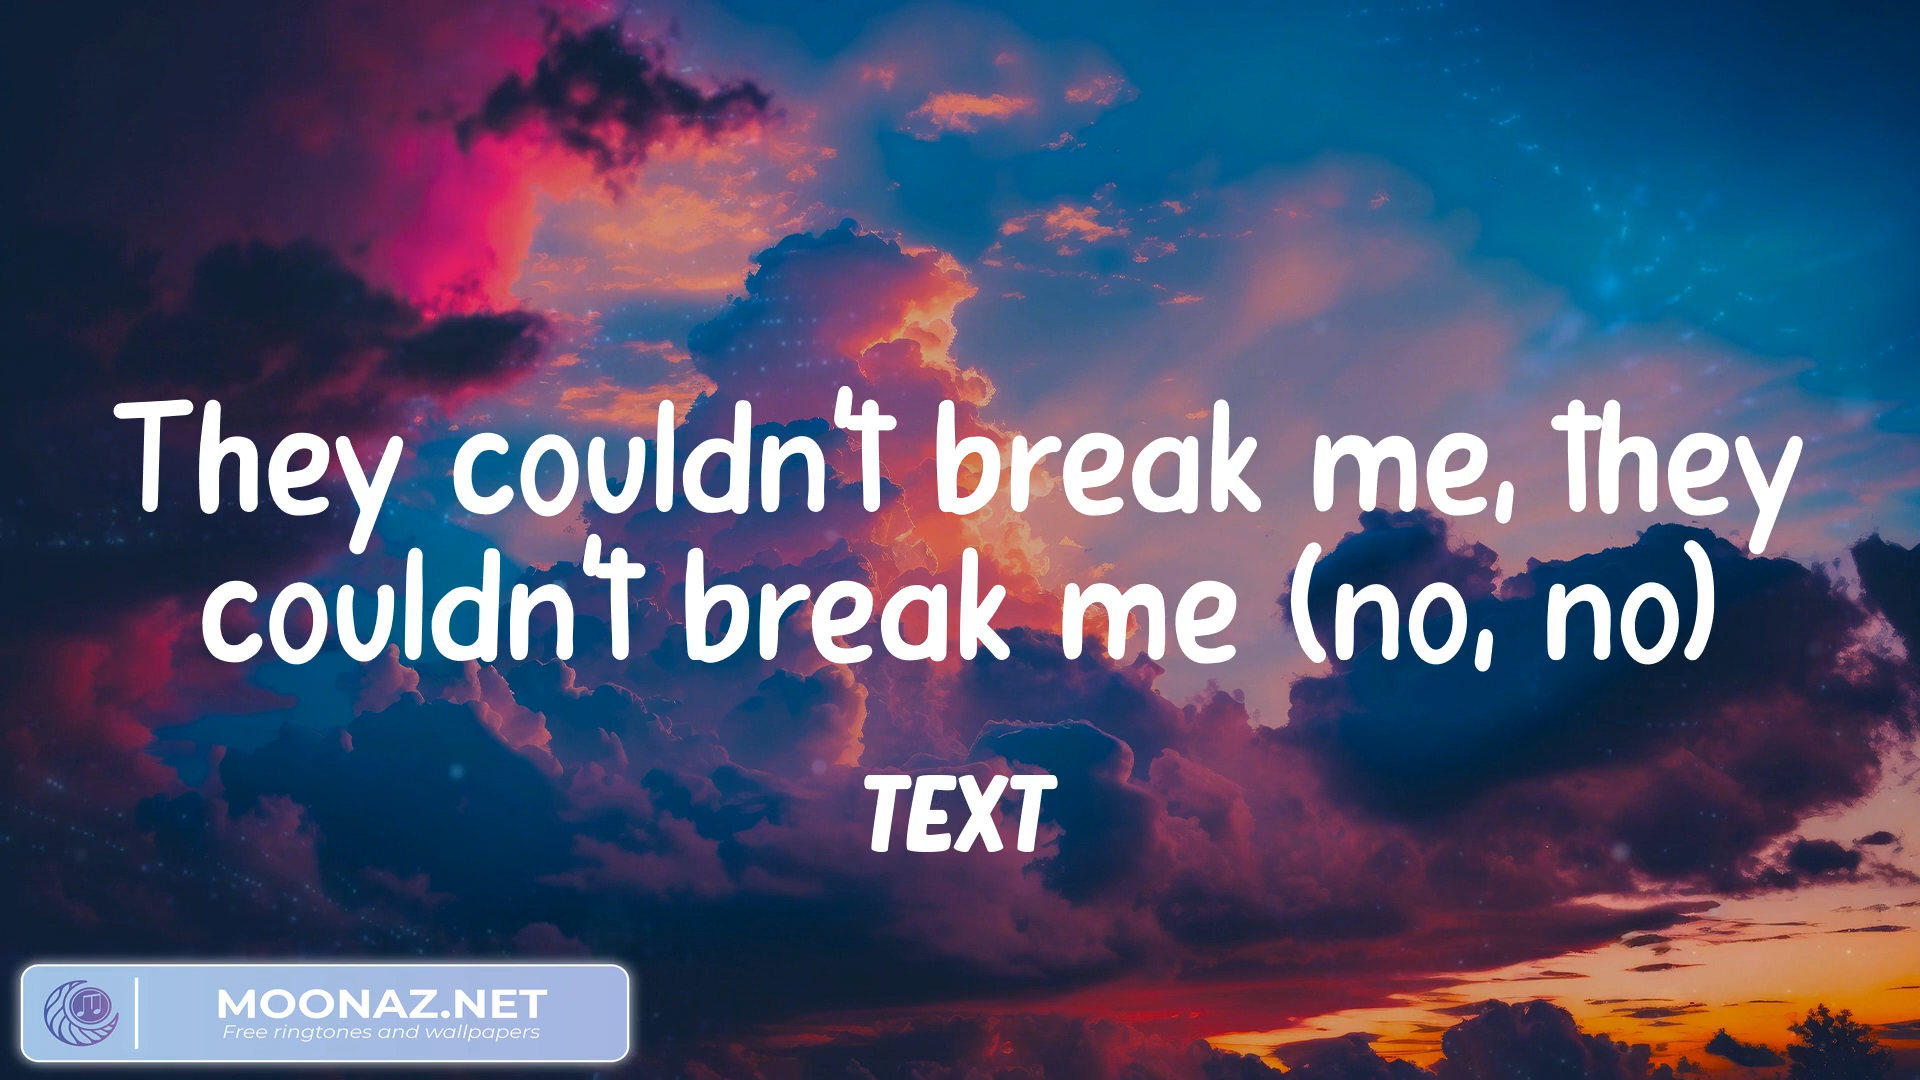 They couldn't break me, they
couldn't break me (no, no)
TEXT
MOONAZ.NET
Free ringtones and wallpapers